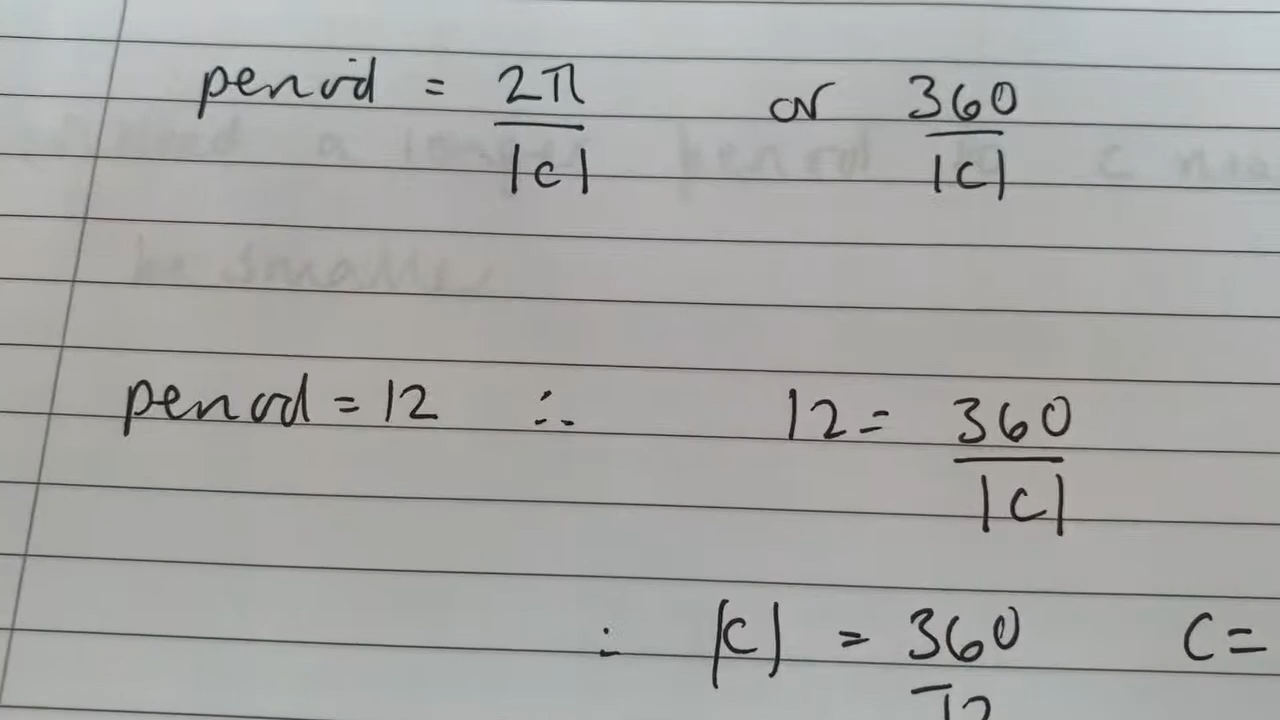 period = 2π/|c| or 360/|c|
period = 12 ∴ 12 = 360/|c|
∴ |c| = 360/12 C =